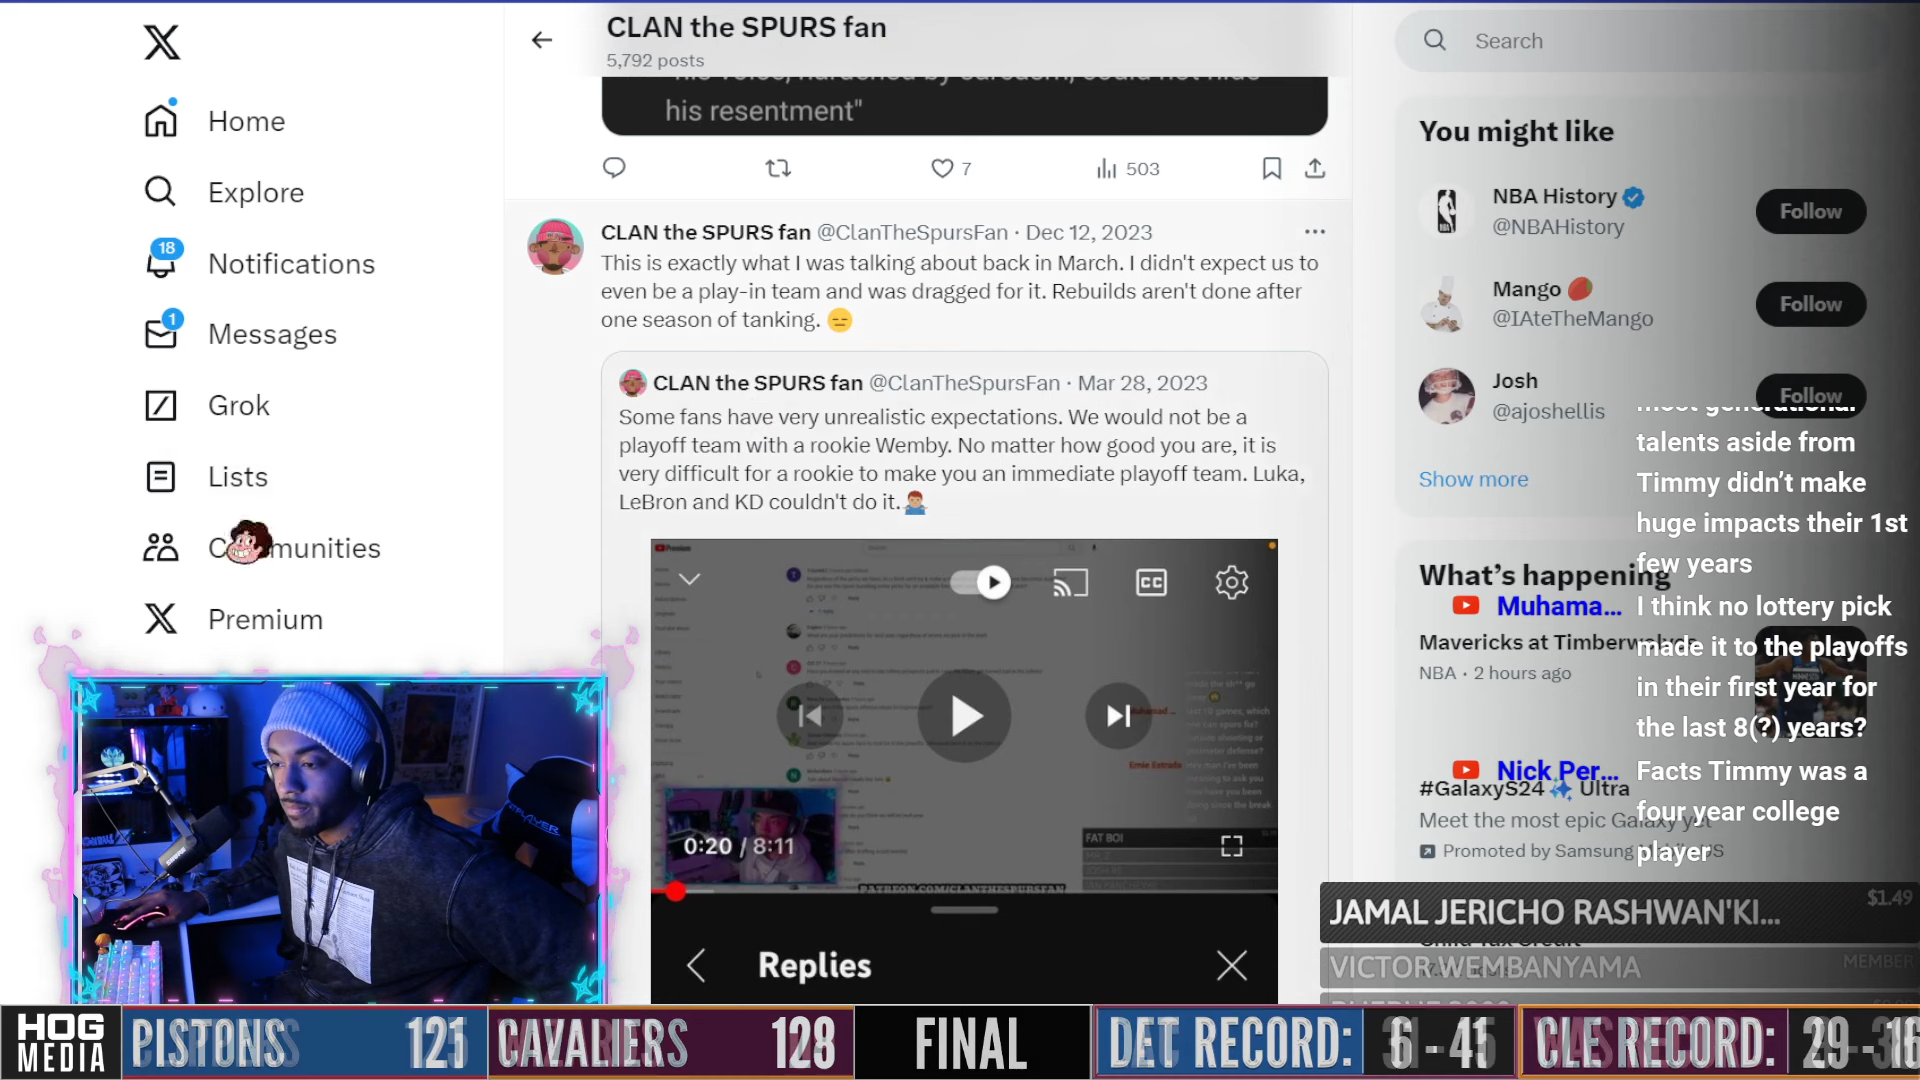 CLAN the SPURS fan
5,792 posts
his resentment"
7
503
CLAN the SPURS fan @ClanTheSpursFan · Dec 12, 2023
This is exactly what I was talking about back in March. I didn't expect us to
even be a play-in team and was dragged for it. Rebuilds aren't done after
one season of tanking. 😑
CLAN the SPURS fan @ClanTheSpursFan · Mar 28, 2023
Some fans have very unrealistic expectations. We would not be a
playoff team with a rookie Wemby. No matter how good you are, it is
very difficult for a rookie to make you an immediate playoff team. Luka,
LeBron and KD couldn't do it.
CC
FAT BOI
0:20 / 8:11
PATREON.COM/CLANTHESPURSFAN
Replies
Home
Explore
18
Notifications
1
Messages
Grok
Lists
munities
Premium
Search
You might like
NBA History
@NBAHistory
Follow
Mango
@IAteTheMango
Follow
Josh
@ajoshellis
Follow
Show more
What's happening
Mavericks at
NBA · 2 hours ago
#GalaxyS24 Ultra
Meet the most epic Galaxy yet
Promoted by Samsung
talents aside from
Timmy didn't make
huge impacts their 1st
few years
Muhama... I think no lottery pick
made it to the playoffs
in their first year for
the last 8(?) years?
Nick Per... Facts Timmy was a
four year college
player
JAMAL JERICHO RASHWAN'KI...
$1.49
VICTOR WEMBANYAMA
MEMBER
HOG
MEDIA
PISTONS
CAVALIERS 128
FINAL
DET RECORD:
CLE RECORD: